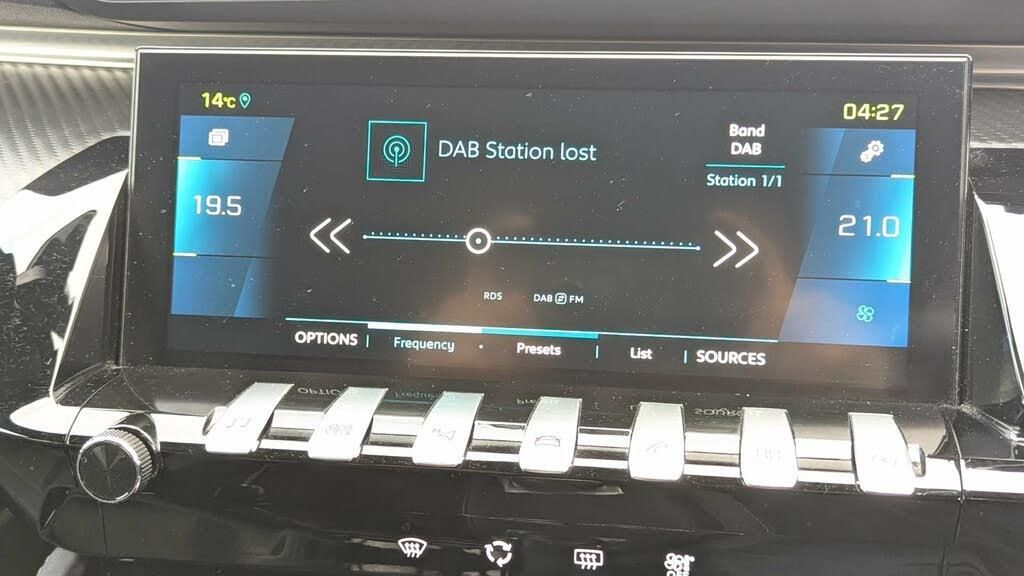 14°C
04:27
DAB Station lost
Band
DAB
Station 1/1
19.5
21.0
RDS
DAB FM
OPTIONS
Frequency
Presets
List
SOURCES
OFF